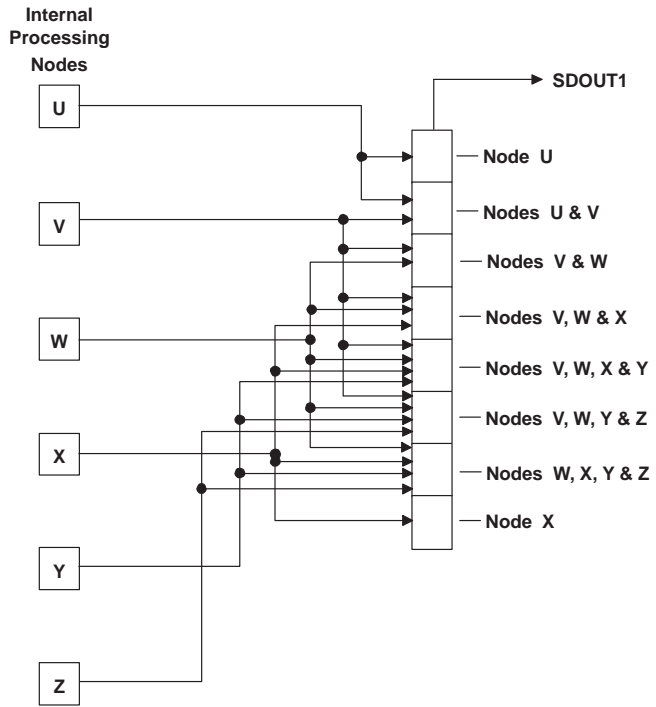 Internal
Processing
Nodes
SDOUT1
U
Node U
V
Nodes U & V
Nodes V & W
Nodes V, W & X
W
Nodes V, W, X & Y
Nodes V, W, Y & Z
X
Nodes W, X, Y & Z
Node X
Y
Z